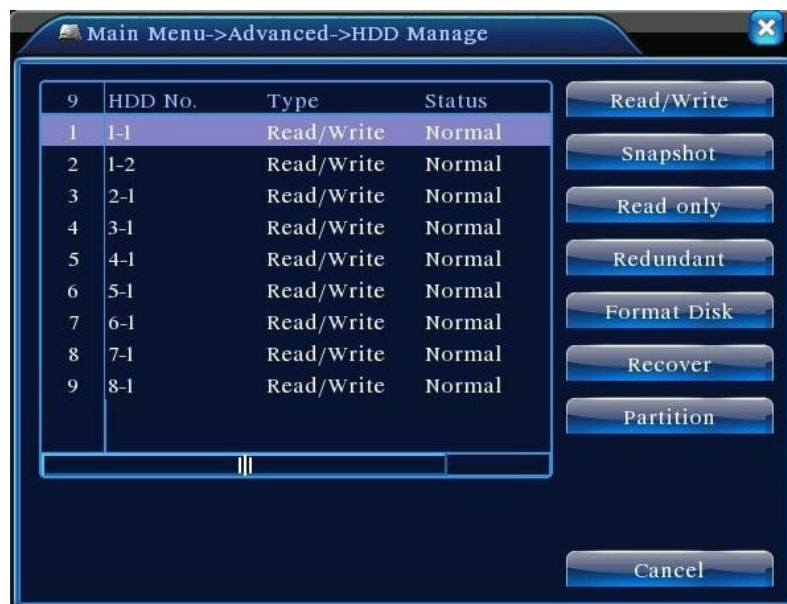 Main Menu->Advanced->HDD Manage
9 HDD No. Type Status
1 1-1 Read/Write Normal
2 1-2 Read/Write Normal
3 2-1 Read/Write Normal
4 3-1 Read/Write Normal
5 4-1 Read/Write Normal
6 5-1 Read/Write Normal
7 6-1 Read/Write Normal
8 7-1 Read/Write Normal
9 8-1 Read/Write Normal
Read/Write
Snapshot
Read only
Redundant
Format Disk
Recover
Partition
Cancel